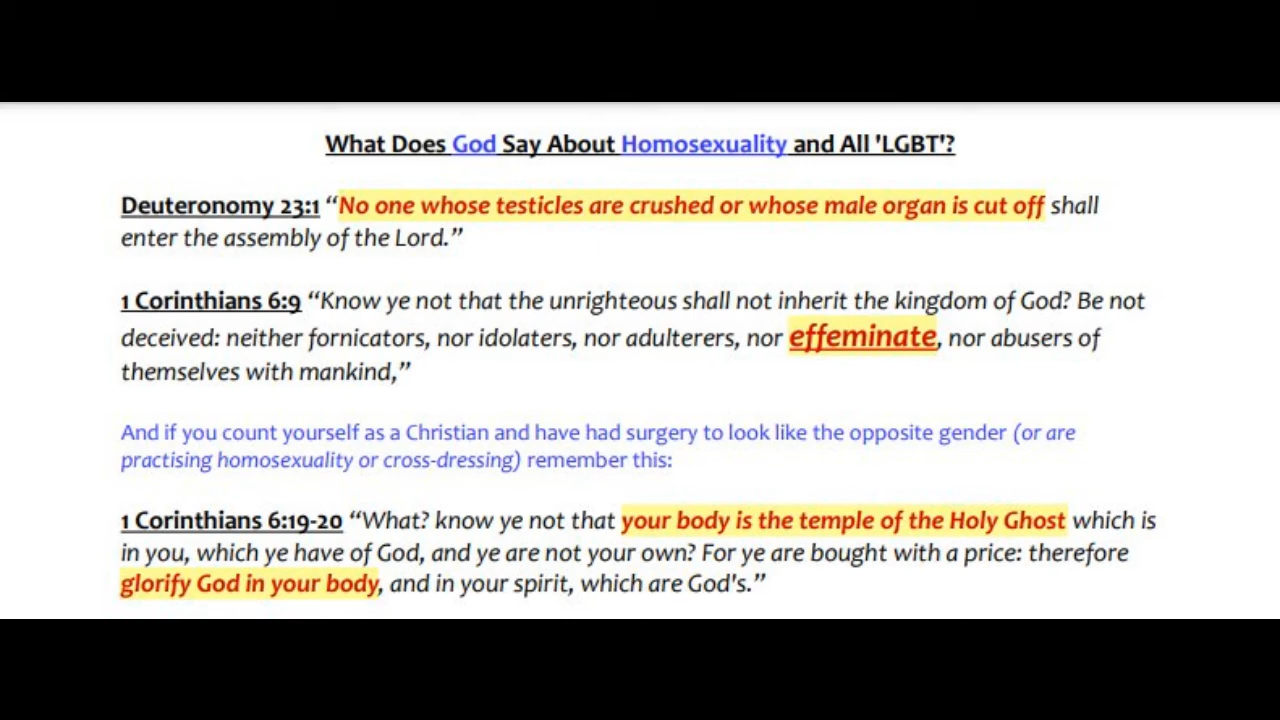 What Does God Say About Homosexuality and All 'LGBT'?
Deuteronomy 23:1 “No one whose testicles are crushed or whose male organ is cut off shall
enter the assembly of the Lord.”
1 Corinthians 6:9 “Know ye not that the unrighteous shall not inherit the kingdom of God? Be not
deceived: neither fornicators, nor idolaters, nor adulterers, nor effeminate, nor abusers of
themselves with mankind,”
And if you count yourself as a Christian and have had surgery to look like the opposite gender (or are
practising homosexuality or cross-dressing) remember this:
1 Corinthians 6:19-20 “What? know ye not that your body is the temple of the Holy Ghost which is
in you, which ye have of God, and ye are not your own? For ye are bought with a price: therefore
glorify God in your body, and in your spirit, which are God's.”